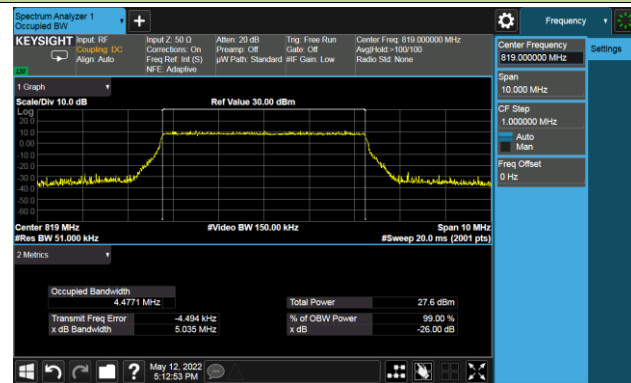 Spectrum Analyzer 1
Occupied BW
Frequency
KEYSIGHT
Input: RF
Coupling: DC
Align: Auto
Input Z: 50 Ω
Corrections: On
Freq Ref: Int (S)
NFE: Adaptive
Atten: 20 dB
Preamp: Off
µW Path: Standard
Trig: Free Run
Gate: Off
#IF Gain: Low
Center Freq: 819.000000 MHz
Avg|Hold:>100/100
Radio Std: None
Center Frequency
819.000000 MHz
Settings
Span
10.000 MHz
CF Step
1.000000 MHz
Auto
Man
Freq Offset
0 Hz
1 Graph
Scale/Div 10.0 dB
Ref Value 30.00 dBm
Log
20.0
10.0
0.00
-10.0
-20.0
-30.0
-40.0
-50.0
-60.0
Center 819 MHz
#Video BW 150.00 kHz
Span 10 MHz
#Res BW 51.000 kHz
#Sweep 20.0 ms (2001 pts)
2 Metrics
Occupied Bandwidth
4.4771 MHz
Total Power
27.6 dBm
Transmit Freq Error
-4.494 kHz
% of OBW Power
99.00 %
x dB Bandwidth
5.035 MHz
x dB
-26.00 dB
May 12, 2022
5:12:53 PM